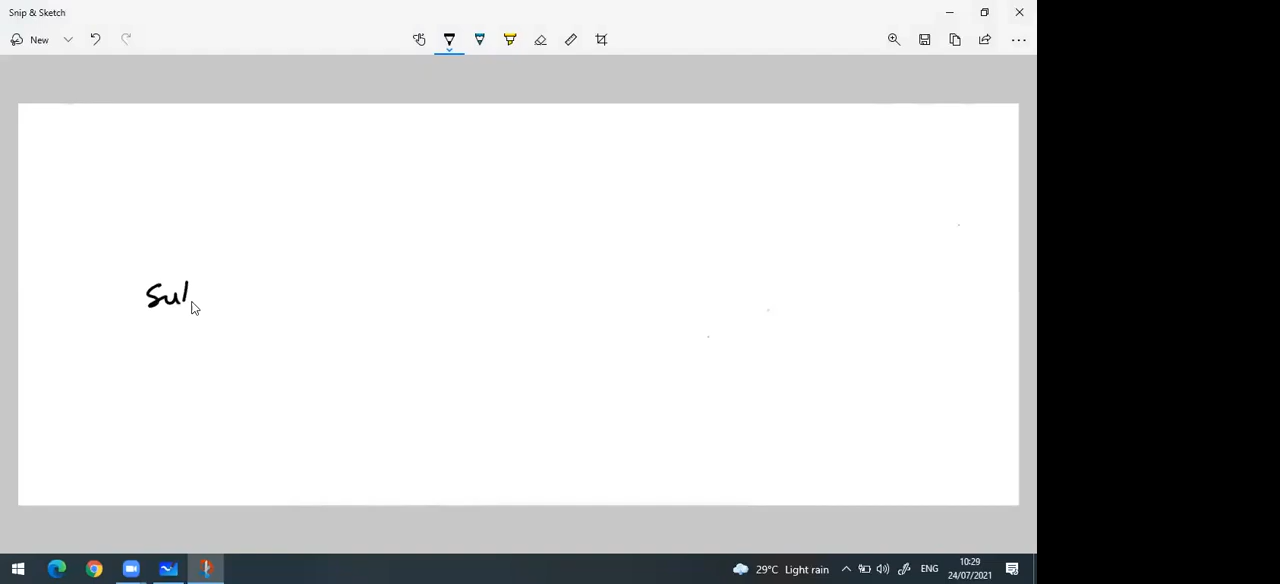 Snip & Sketch
New
Sul
29°C Light rain
ENG
10:29
24/07/2021